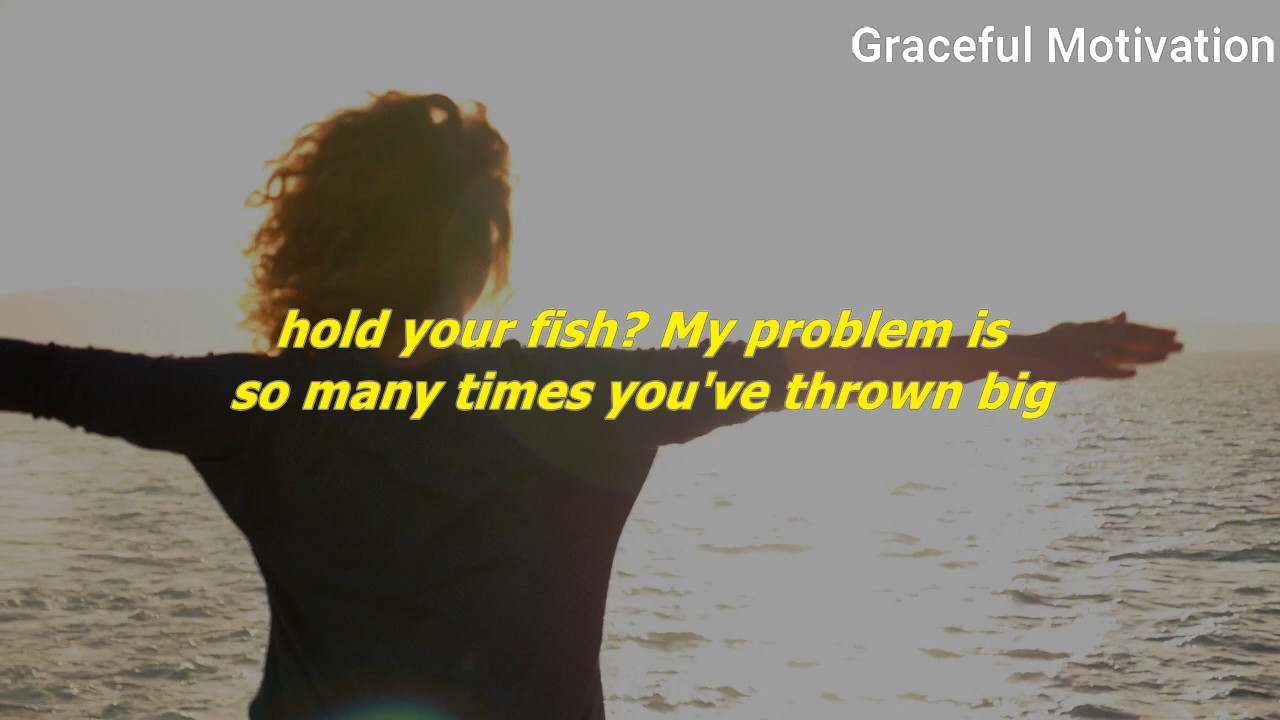 Graceful Motivation
hold your fish? My problem is
so many times you've thrown big